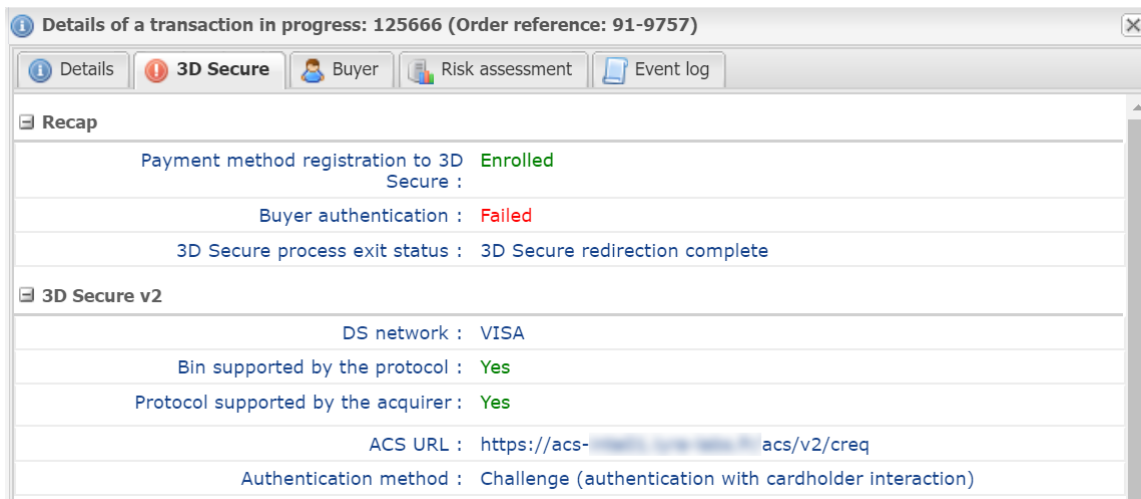 Details of a transaction in progress: 125666 (Order reference: 91-9757)
Details 3D Secure Buyer Risk assessment Event log
Recap
Payment method registration to 3D Enrolled
Secure :
Buyer authentication : Failed
3D Secure process exit status : 3D Secure redirection complete
3D Secure v2
DS network : VISA
Bin supported by the protocol : Yes
Protocol supported by the acquirer : Yes
ACS URL : https://acs- acs/v2/creq
Authentication method : Challenge (authentication with cardholder interaction)